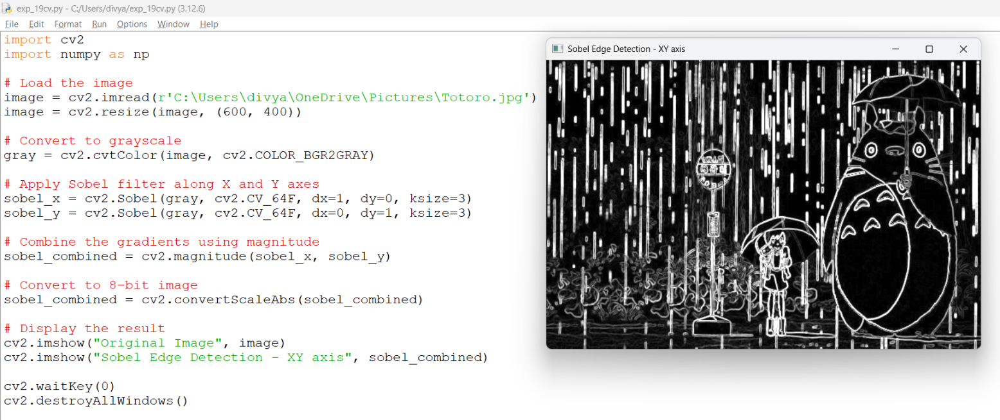 exp_19cv.py - C:/Users/divya/exp_19cv.py (3.12.6)
File Edit Format Run Options Window Help
import cv2
import numpy as np
# Load the image
image = cv2.imread(r'C:\Users\divya\OneDrive\Pictures\Totoro.jpg')
image = cv2.resize(image, (600, 400))
# Convert to grayscale
gray = cv2.cvtColor(image, cv2.COLOR_BGR2GRAY)
# Apply Sobel filter along X and Y axes
sobel_x = cv2.Sobel(gray, cv2.CV_64F, dx=1, dy=0, ksize=3)
sobel_y = cv2.Sobel(gray, cv2.CV_64F, dx=0, dy=1, ksize=3)
# Combine the gradients using magnitude
sobel_combined = cv2.magnitude(sobel_x, sobel_y)
# Convert to 8-bit image
sobel_combined = cv2.convertScaleAbs(sobel_combined)
# Display the result
cv2.imshow("Original Image", image)
cv2.imshow("Sobel Edge Detection - XY axis", sobel_combined)
cv2.waitKey(0)
cv2.destroyAllWindows()
Sobel Edge Detection - XY axis